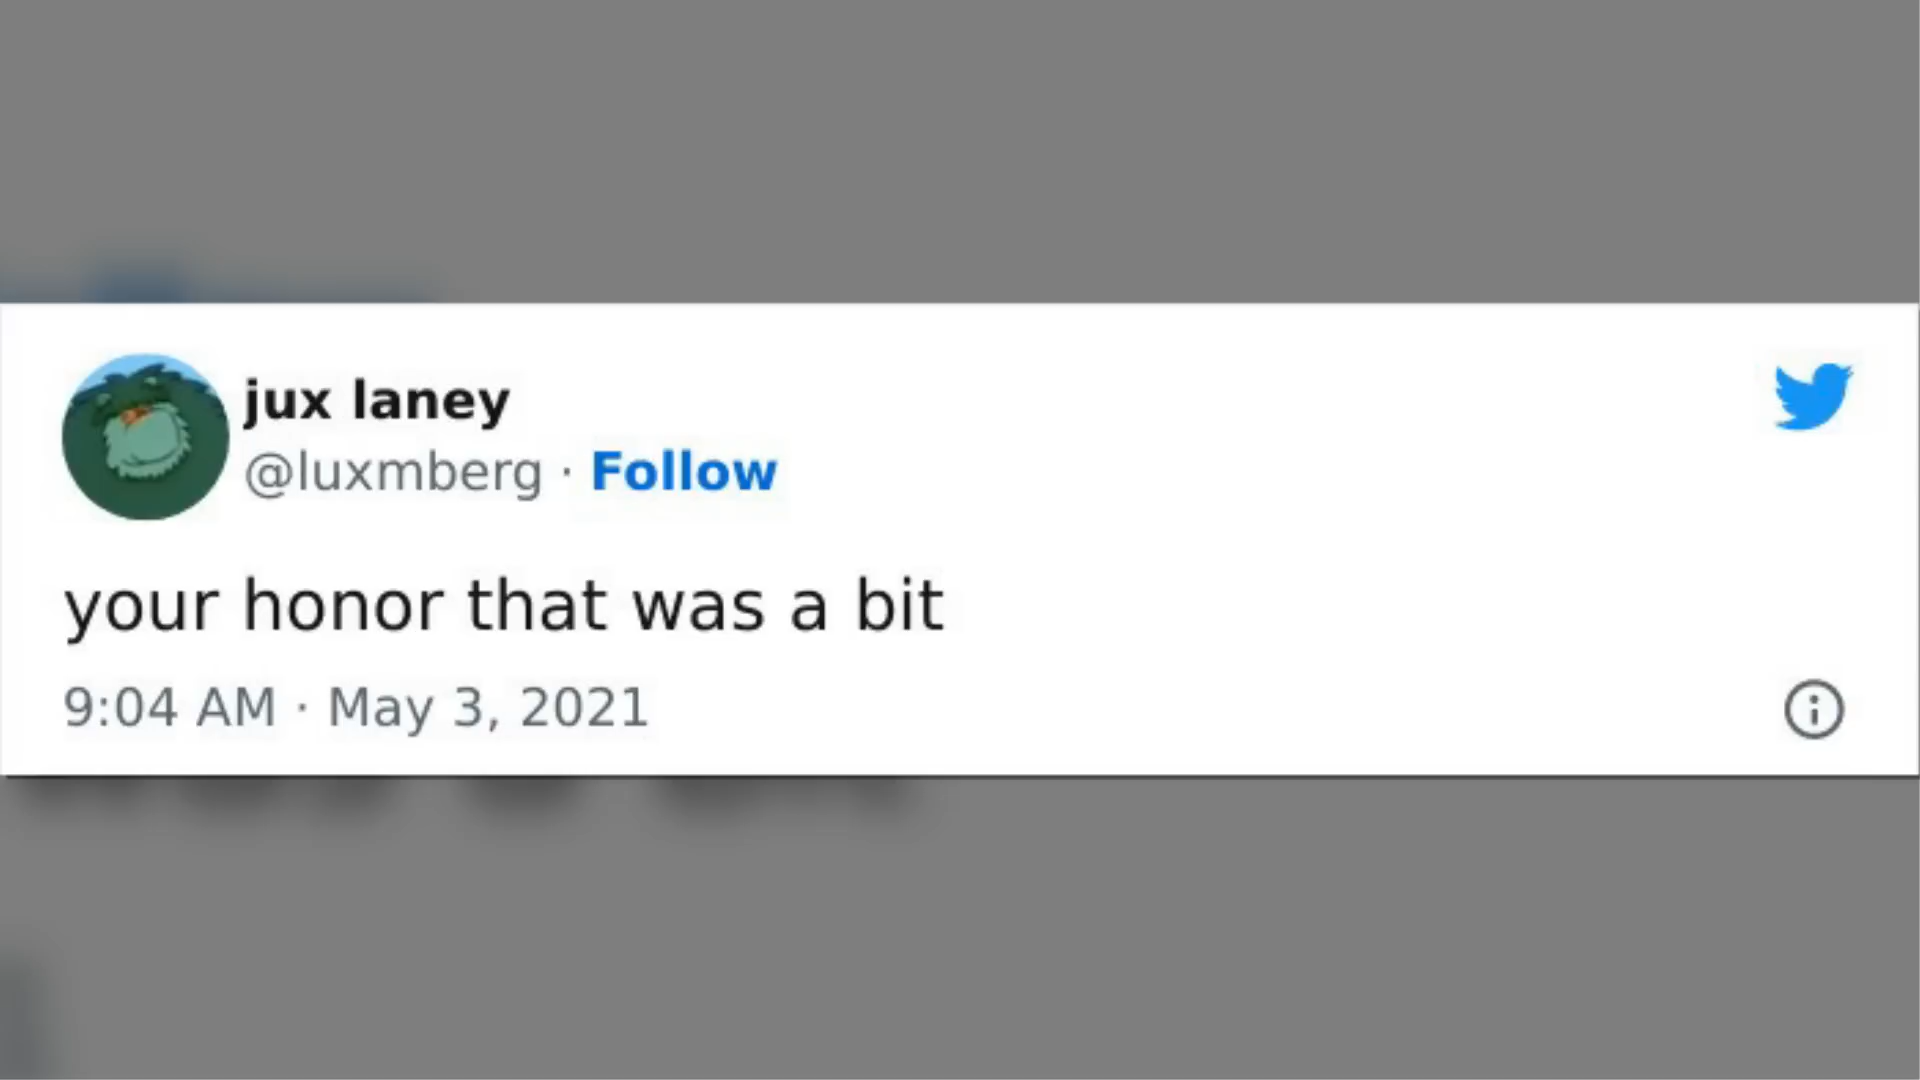 jux laney
@luxmberg · Follow
your honor that was a bit
9:04 AM · May 3, 2021